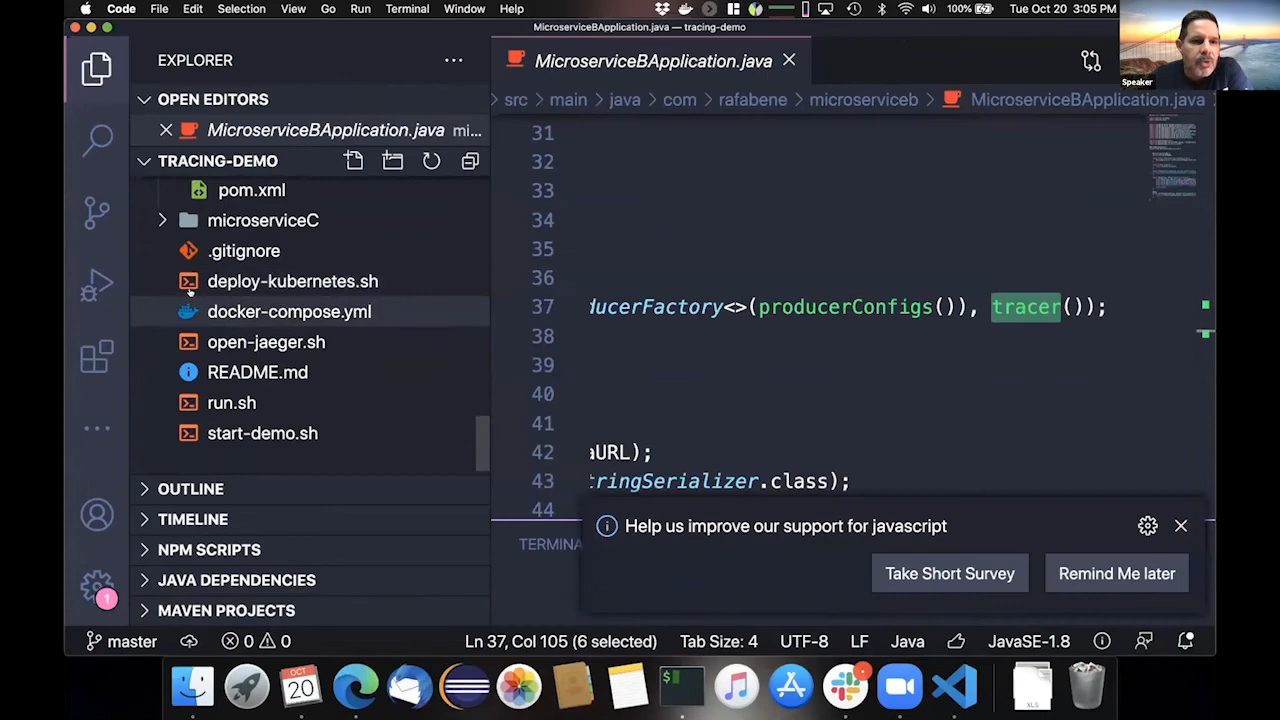 Code File Edit Selection View Go Run Terminal Window Help 100% Tue Oct 20 3:05 PM
MicroserviceBApplication.java — tracing-demo
Speaker
EXPLORER
MicroserviceBApplication.java
OPEN EDITORS
src > main > java > com > rafabene > microserviceb > MicroserviceBApplication.java
MicroserviceBApplication.java mi...
TRACING-DEMO
pom.xml
microserviceC
.gitignore
deploy-kubernetes.sh
docker-compose.yml
open-jaeger.sh
README.md
run.sh
start-demo.sh
OUTLINE
TIMELINE
NPM SCRIPTS
JAVA DEPENDENCIES
MAVEN PROJECTS
31
32
33
34
35
36
37 ducerFactory<>(producerConfigs()), tracer());
38
39
40
41
42 aURL);
43 tringSerializer.class);
44
TERMINA
Help us improve our support for javascript
Take Short Survey
Remind Me later
1
master 0 0 Ln 37, Col 105 (6 selected) Tab Size: 4 UTF-8 LF Java JavaSE-1.8
OCT
20
$
XLS